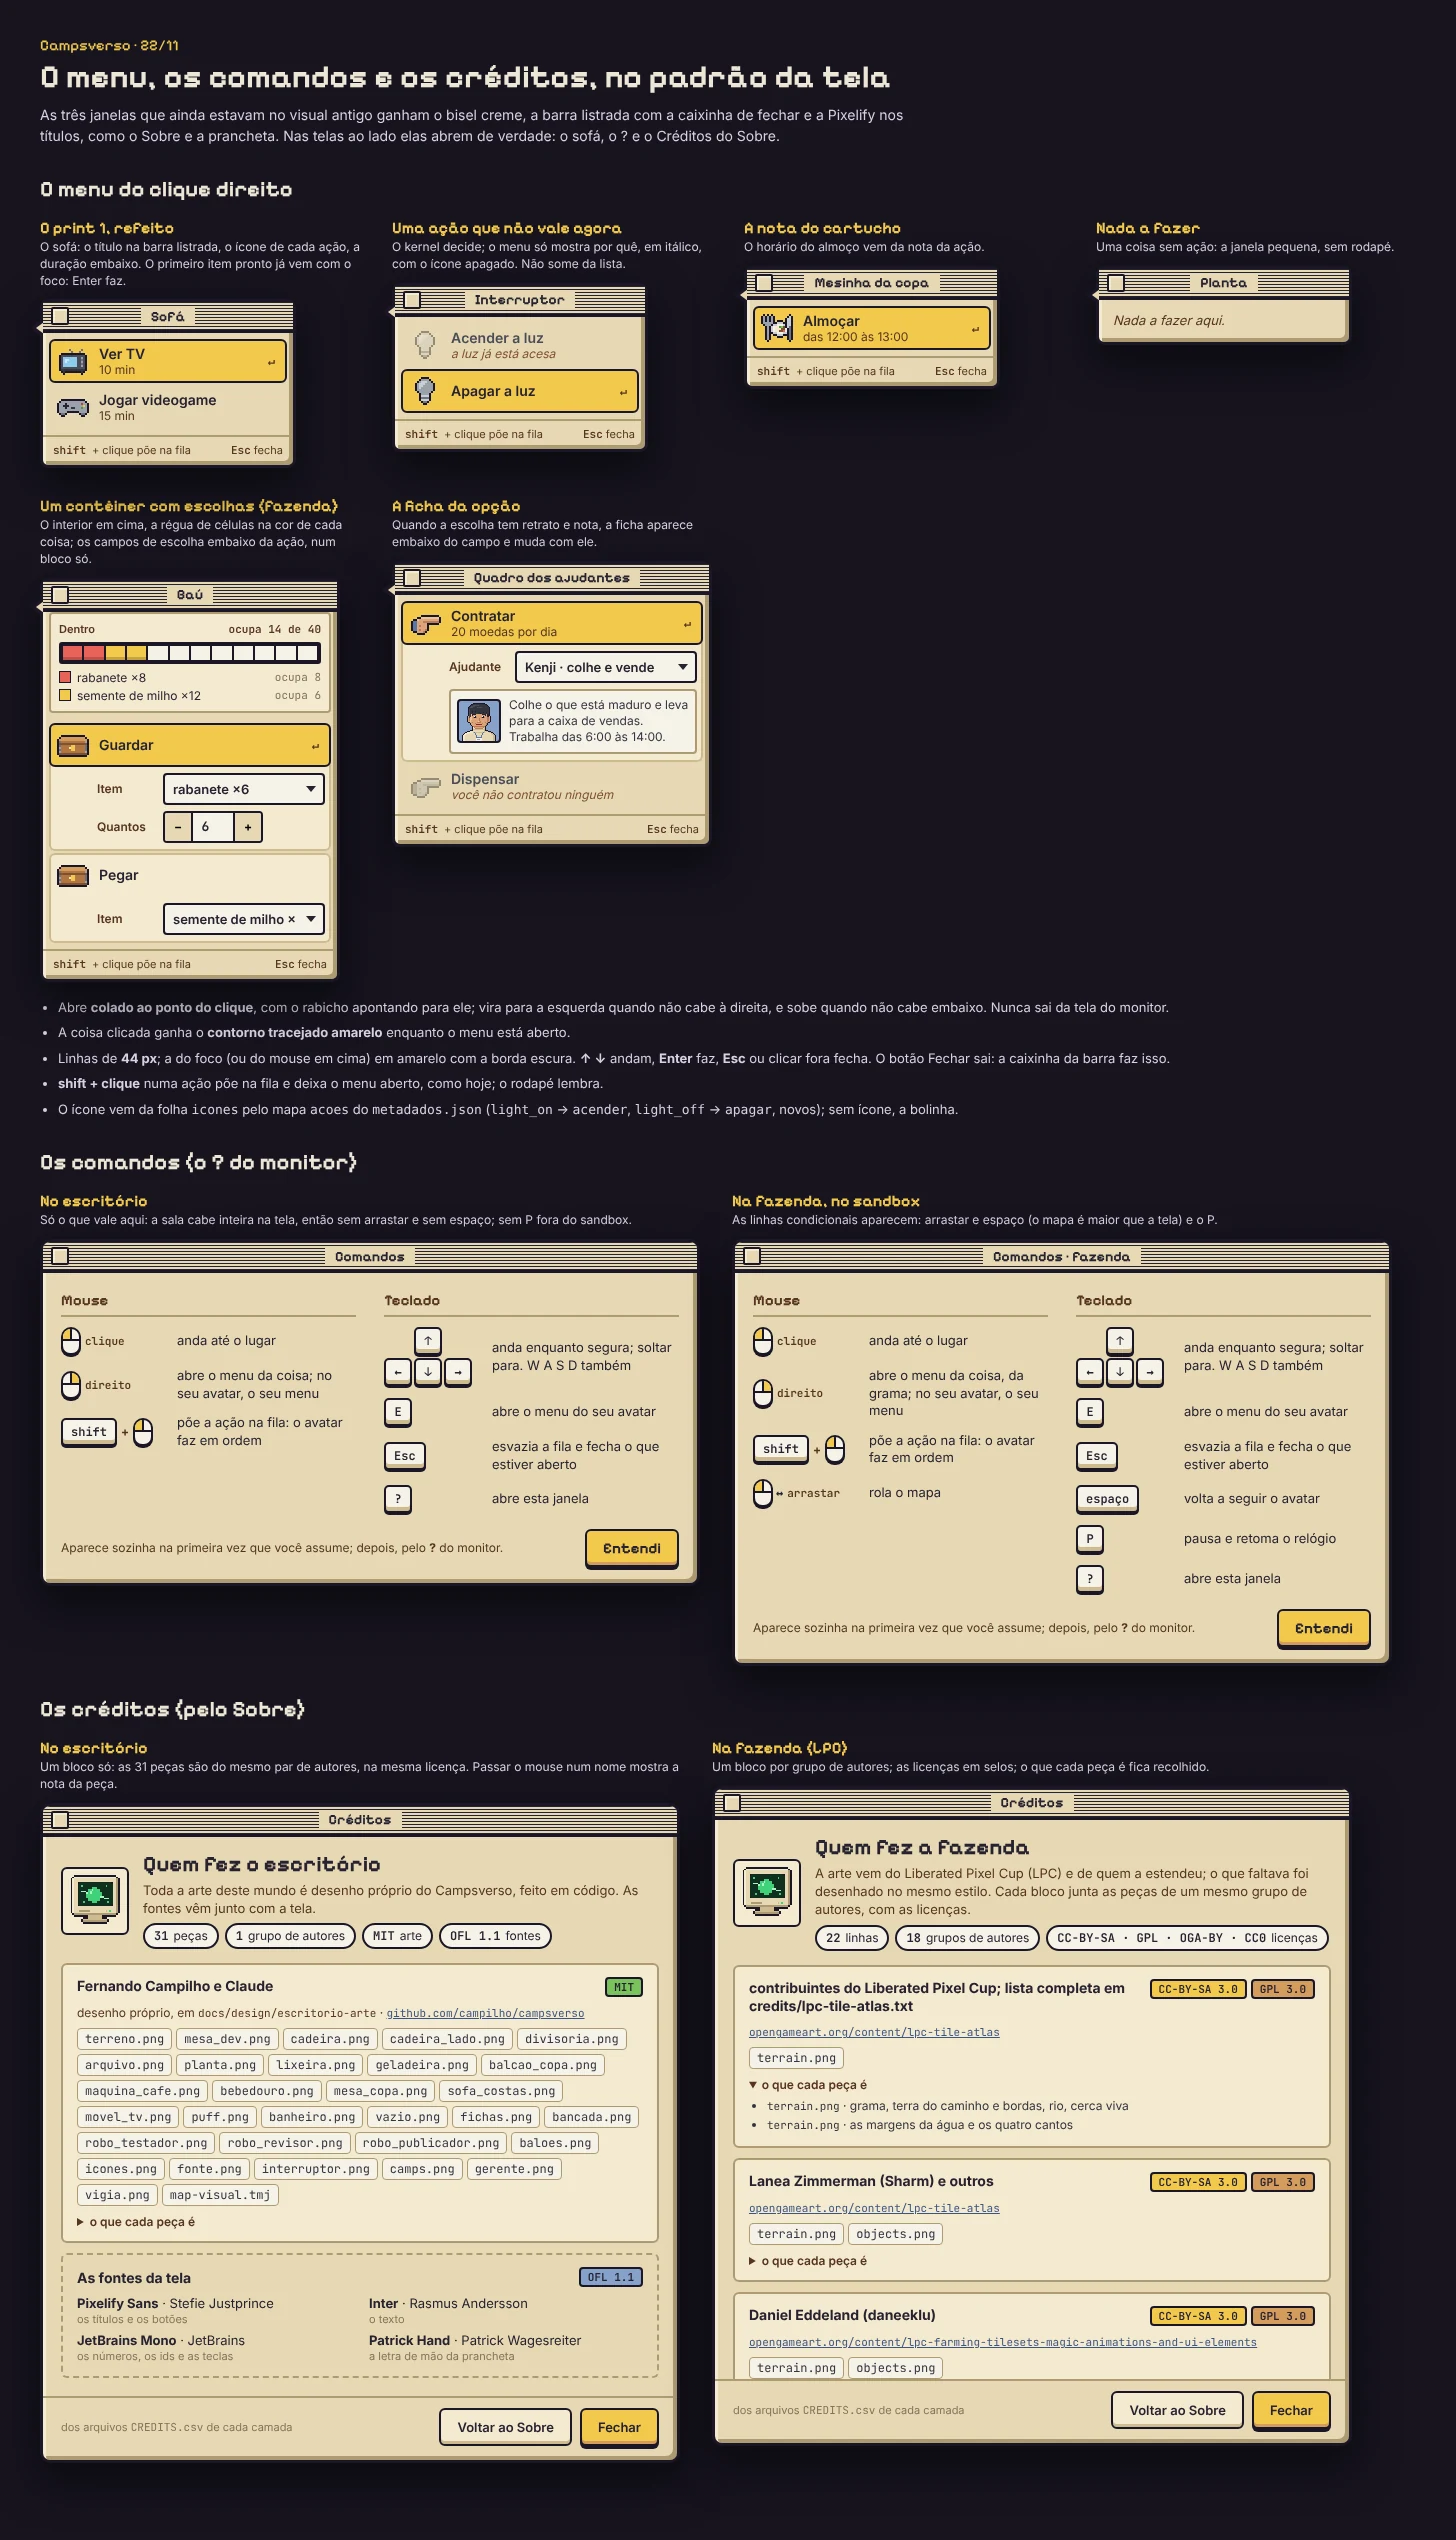 Campsverso · 22/11
O menu, os comandos e os créditos, no padrão da tela
As três janelas que ainda estavam no visual antigo ganham o bisel creme, a barra listrada com a caixinha de fechar e a Pixelify nos
títulos, como o Sobre e a prancheta. Nas telas ao lado elas abrem de verdade: o sofá, o ? e o Créditos do Sobre.
O menu do clique direito
O print 1, refeito
O sofá: o título na barra listrada, o ícone de cada ação, a
duração embaixo. O primeiro item pronto já vem com o
foco: Enter faz.
Sofá
Ver TV
10 min
↵
Jogar videogame
15 min
shift + clique põe na fila
Esc fecha
Uma ação que não vale agora
O kernel decide; o menu só mostra por quê, em itálico,
com o ícone apagado. Não some da lista.
Interruptor
Acender a luz
a luz já está acesa
Apagar a luz
↵
shift + clique põe na fila
Esc fecha
A nota do cartucho
O horário do almoço vem da nota da ação.
Mesinha da copa
Almoçar
das 12:00 às 13:00
↵
shift + clique põe na fila
Esc fecha
Nada a fazer
Uma coisa sem ação: a janela pequena, sem rodapé.
Planta
Nada a fazer aqui.
Um contêiner com escolhas (fazenda)
O interior em cima, a régua de células na cor de cada
coisa; os campos de escolha embaixo da ação, num
bloco só.
Baú
Dentro
ocupa 14 de 40
rabanete ×8
ocupa 8
semente de milho ×12
ocupa 6
Guardar
↵
Item
rabanete ×6
Quantos
− 6 +
Pegar
Item
semente de milho ×
shift + clique põe na fila
Esc fecha
A ficha da opção
Quando a escolha tem retrato e nota, a ficha aparece
embaixo do campo e muda com ele.
Quadro dos ajudantes
Contratar
20 moedas por dia
↵
Ajudante
Kenji · colhe e vende
Colhe o que está maduro e leva
para a caixa de vendas.
Trabalha das 6:00 às 14:00.
Dispensar
você não contratou ninguém
shift + clique põe na fila
Esc fecha
• Abre colado ao ponto do clique, com o rabicho apontando para ele; vira para a esquerda quando não cabe à direita, e sobe quando não cabe embaixo. Nunca sai da tela do monitor.
• A coisa clicada ganha o contorno tracejado amarelo enquanto o menu está aberto.
• Linhas de 44 px; a do foco (ou do mouse em cima) em amarelo com a borda escura. ↑ ↓ andam, Enter faz, Esc ou clicar fora fecha. O botão Fechar sai: a caixinha da barra faz isso.
• shift + clique numa ação põe na fila e deixa o menu aberto, como hoje; o rodapé lembra.
• O ícone vem da folha icones pelo mapa acoes do metadados.json (light_on → acender, light_off → apagar, novos); sem ícone, a bolinha.
Os comandos (o ? do monitor)
No escritório
Só o que vale aqui: a sala cabe inteira na tela, então sem arrastar e sem espaço; sem P fora do sandbox.
Comandos
Mouse
clique
anda até o lugar
direito
abre o menu da coisa; no
seu avatar, o seu menu
shift +
põe a ação na fila: o avatar
faz em ordem
Teclado
↑
← ↓ →
anda enquanto segura; soltar
para. W A S D também
E
abre o menu do seu avatar
Esc
esvazia a fila e fecha o que
estiver aberto
?
abre esta janela
Aparece sozinha na primeira vez que você assume; depois, pelo ? do monitor.
Entendi
Na fazenda, no sandbox
As linhas condicionais aparecem: arrastar e espaço (o mapa é maior que a tela) e o P.
Comandos · Fazenda
Mouse
clique
anda até o lugar
direito
abre o menu da coisa, da
grama; no seu avatar, o seu
menu
shift +
põe a ação na fila: o avatar
faz em ordem
↔ arrastar
rola o mapa
Teclado
↑
← ↓ →
anda enquanto segura; soltar
para. W A S D também
E
abre o menu do seu avatar
Esc
esvazia a fila e fecha o que
estiver aberto
espaço
volta a seguir o avatar
P
pausa e retoma o relógio
?
abre esta janela
Aparece sozinha na primeira vez que você assume; depois, pelo ? do monitor.
Entendi
Os créditos (pelo Sobre)
No escritório
Um bloco só: as 31 peças são do mesmo par de autores, na mesma licença. Passar o mouse num nome mostra a
nota da peça.
Créditos
Quem fez o escritório
Toda a arte deste mundo é desenho próprio do Campsverso, feito em código. As
fontes vêm junto com a tela.
31 peças
1 grupo de autores
MIT arte
OFL 1.1 fontes
Fernando Campilho e Claude
MIT
desenho próprio, em docs/design/escritorio-arte · github.com/campilho/campsverso
terreno.png mesa_dev.png cadeira.png cadeira_lado.png divisoria.png
arquivo.png planta.png lixeira.png geladeira.png balcao_copa.png
maquina_cafe.png bebedouro.png mesa_copa.png sofa_costas.png
movel_tv.png puff.png banheiro.png vazio.png fichas.png bancada.png
robo_testador.png robo_revisor.png robo_publicador.png baloes.png
icones.png fonte.png interruptor.png camps.png gerente.png
vigia.png map-visual.tmj
▶ o que cada peça é
As fontes da tela
OFL 1.1
Pixelify Sans · Stefie Justprince
os títulos e os botões
Inter · Rasmus Andersson
o texto
JetBrains Mono · JetBrains
os números, os ids e as teclas
Patrick Hand · Patrick Wagesreiter
a letra de mão da prancheta
dos arquivos CREDITS.csv de cada camada
Voltar ao Sobre
Fechar
Na fazenda (LPC)
Um bloco por grupo de autores; as licenças em selos; o que cada peça é fica recolhido.
Créditos
Quem fez a fazenda
A arte vem do Liberated Pixel Cup (LPC) e de quem a estendeu; o que faltava foi
desenhado no mesmo estilo. Cada bloco junta as peças de um mesmo grupo de
autores, com as licenças.
22 linhas
18 grupos de autores
CC-BY-SA · GPL · OGA-BY · CC0 licenças
contribuintes do Liberated Pixel Cup; lista completa em
credits/lpc-tile-atlas.txt
CC-BY-SA 3.0 GPL 3.0
opengameart.org/content/lpc-tile-atlas
terrain.png
▼ o que cada peça é
• terrain.png · grama, terra do caminho e bordas, rio, cerca viva
• terrain.png · as margens da água e os quatro cantos
Lanea Zimmerman (Sharm) e outros
CC-BY-SA 3.0 GPL 3.0
opengameart.org/content/lpc-tile-atlas
terrain.png objects.png
▶ o que cada peça é
Daniel Eddeland (daneeklu)
CC-BY-SA 3.0 GPL 3.0
opengameart.org/content/lpc-farming-tilesets-magic-animations-and-ui-elements
terrain.png objects.png
dos arquivos CREDITS.csv de cada camada
Voltar ao Sobre
Fechar